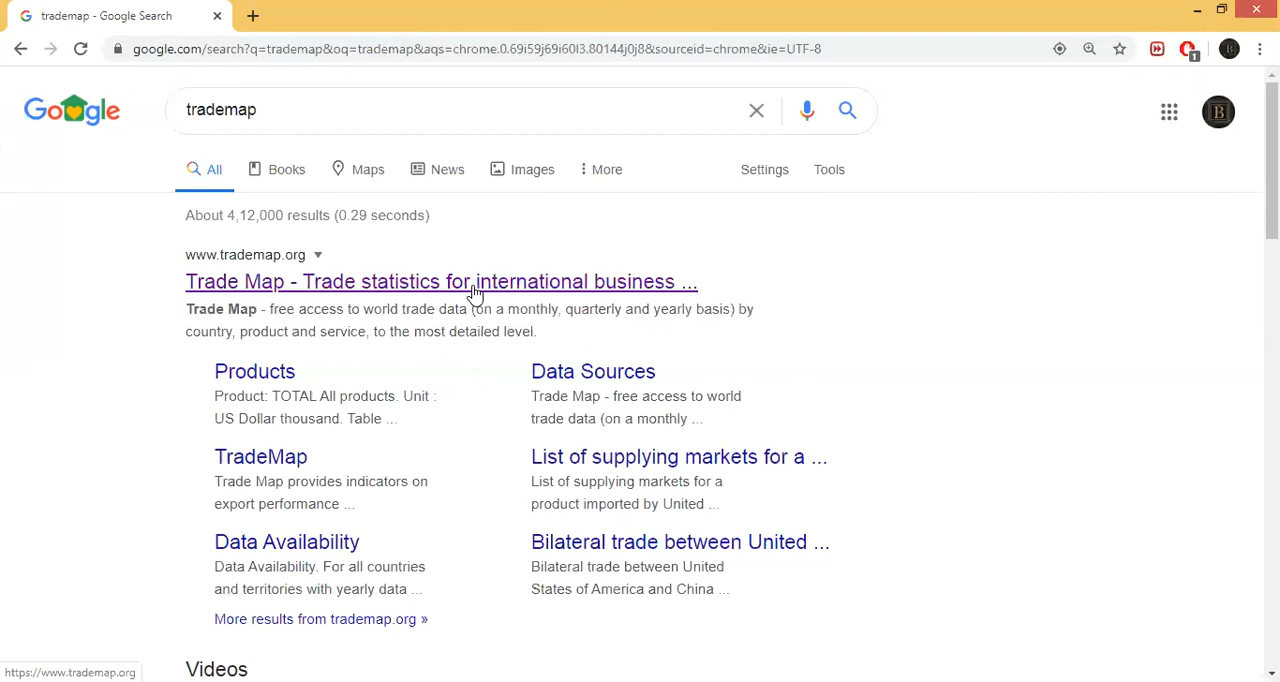 trademap - Google Search
google.com/search?q=trademap&oq=trademap&aqs=chrome.0.69i59j69i60l3.80144j0j8&sourceid=chrome&ie=UTF-8
1
Google
trademap
B
All Books Maps News Images More Settings Tools
About 4,12,000 results (0.29 seconds)
www.trademap.org
Trade Map - Trade statistics for international business ...
Trade Map - free access to world trade data (on a monthly, quarterly and yearly basis) by
country, product and service, to the most detailed level.
Products
Product: TOTAL All products. Unit :
US Dollar thousand. Table ...
Data Sources
Trade Map - free access to world
trade data (on a monthly ...
TradeMap
Trade Map provides indicators on
export performance ...
List of supplying markets for a ...
List of supplying markets for a
product imported by United ...
Data Availability
Data Availability. For all countries
and territories with yearly data ...
Bilateral trade between United ...
Bilateral trade between United
States of America and China ...
More results from trademap.org »
Videos
https://www.trademap.org